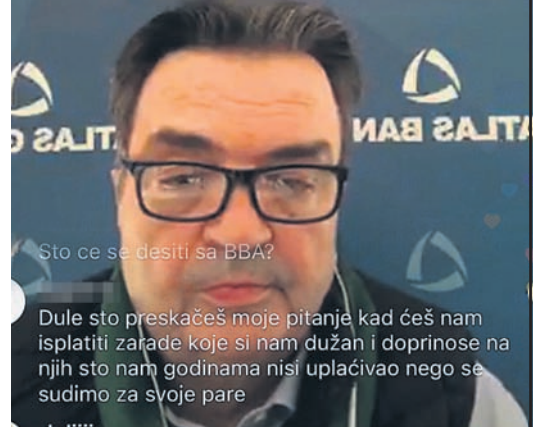 ATLAS BAN
ATLAS G
Sto ce se desiti sa BBA?
Dule sto preskačeš moje pitanje kad ćeš nam
isplatiti zarade koje si nam dužan i doprinose na
njih sto nam godinama nisi uplaćivao nego se
sudimo za svoje pare